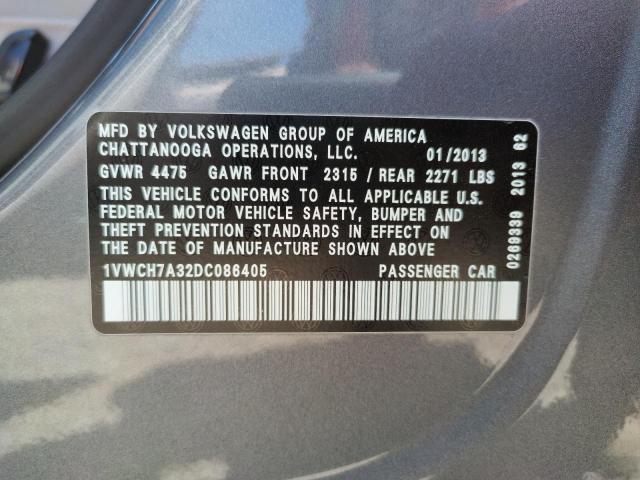 MFD BY VOLKSWAGEN GROUP OF AMERICA
CHATTANOOGA OPERATIONS, LLC. 01/2013
GVWR 4475 GAWR FRONT 2315 / REAR 2271 LBS
THIS VEHICLE CONFORMS TO ALL APPLICABLE U.S.
FEDERAL MOTOR VEHICLE SAFETY, BUMPER AND
THEFT PREVENTION STANDARDS IN EFFECT ON
THE DATE OF MANUFACTURE SHOWN ABOVE
1VWCH7A32DC086405 PASSENGER CAR
0269339 2013 62